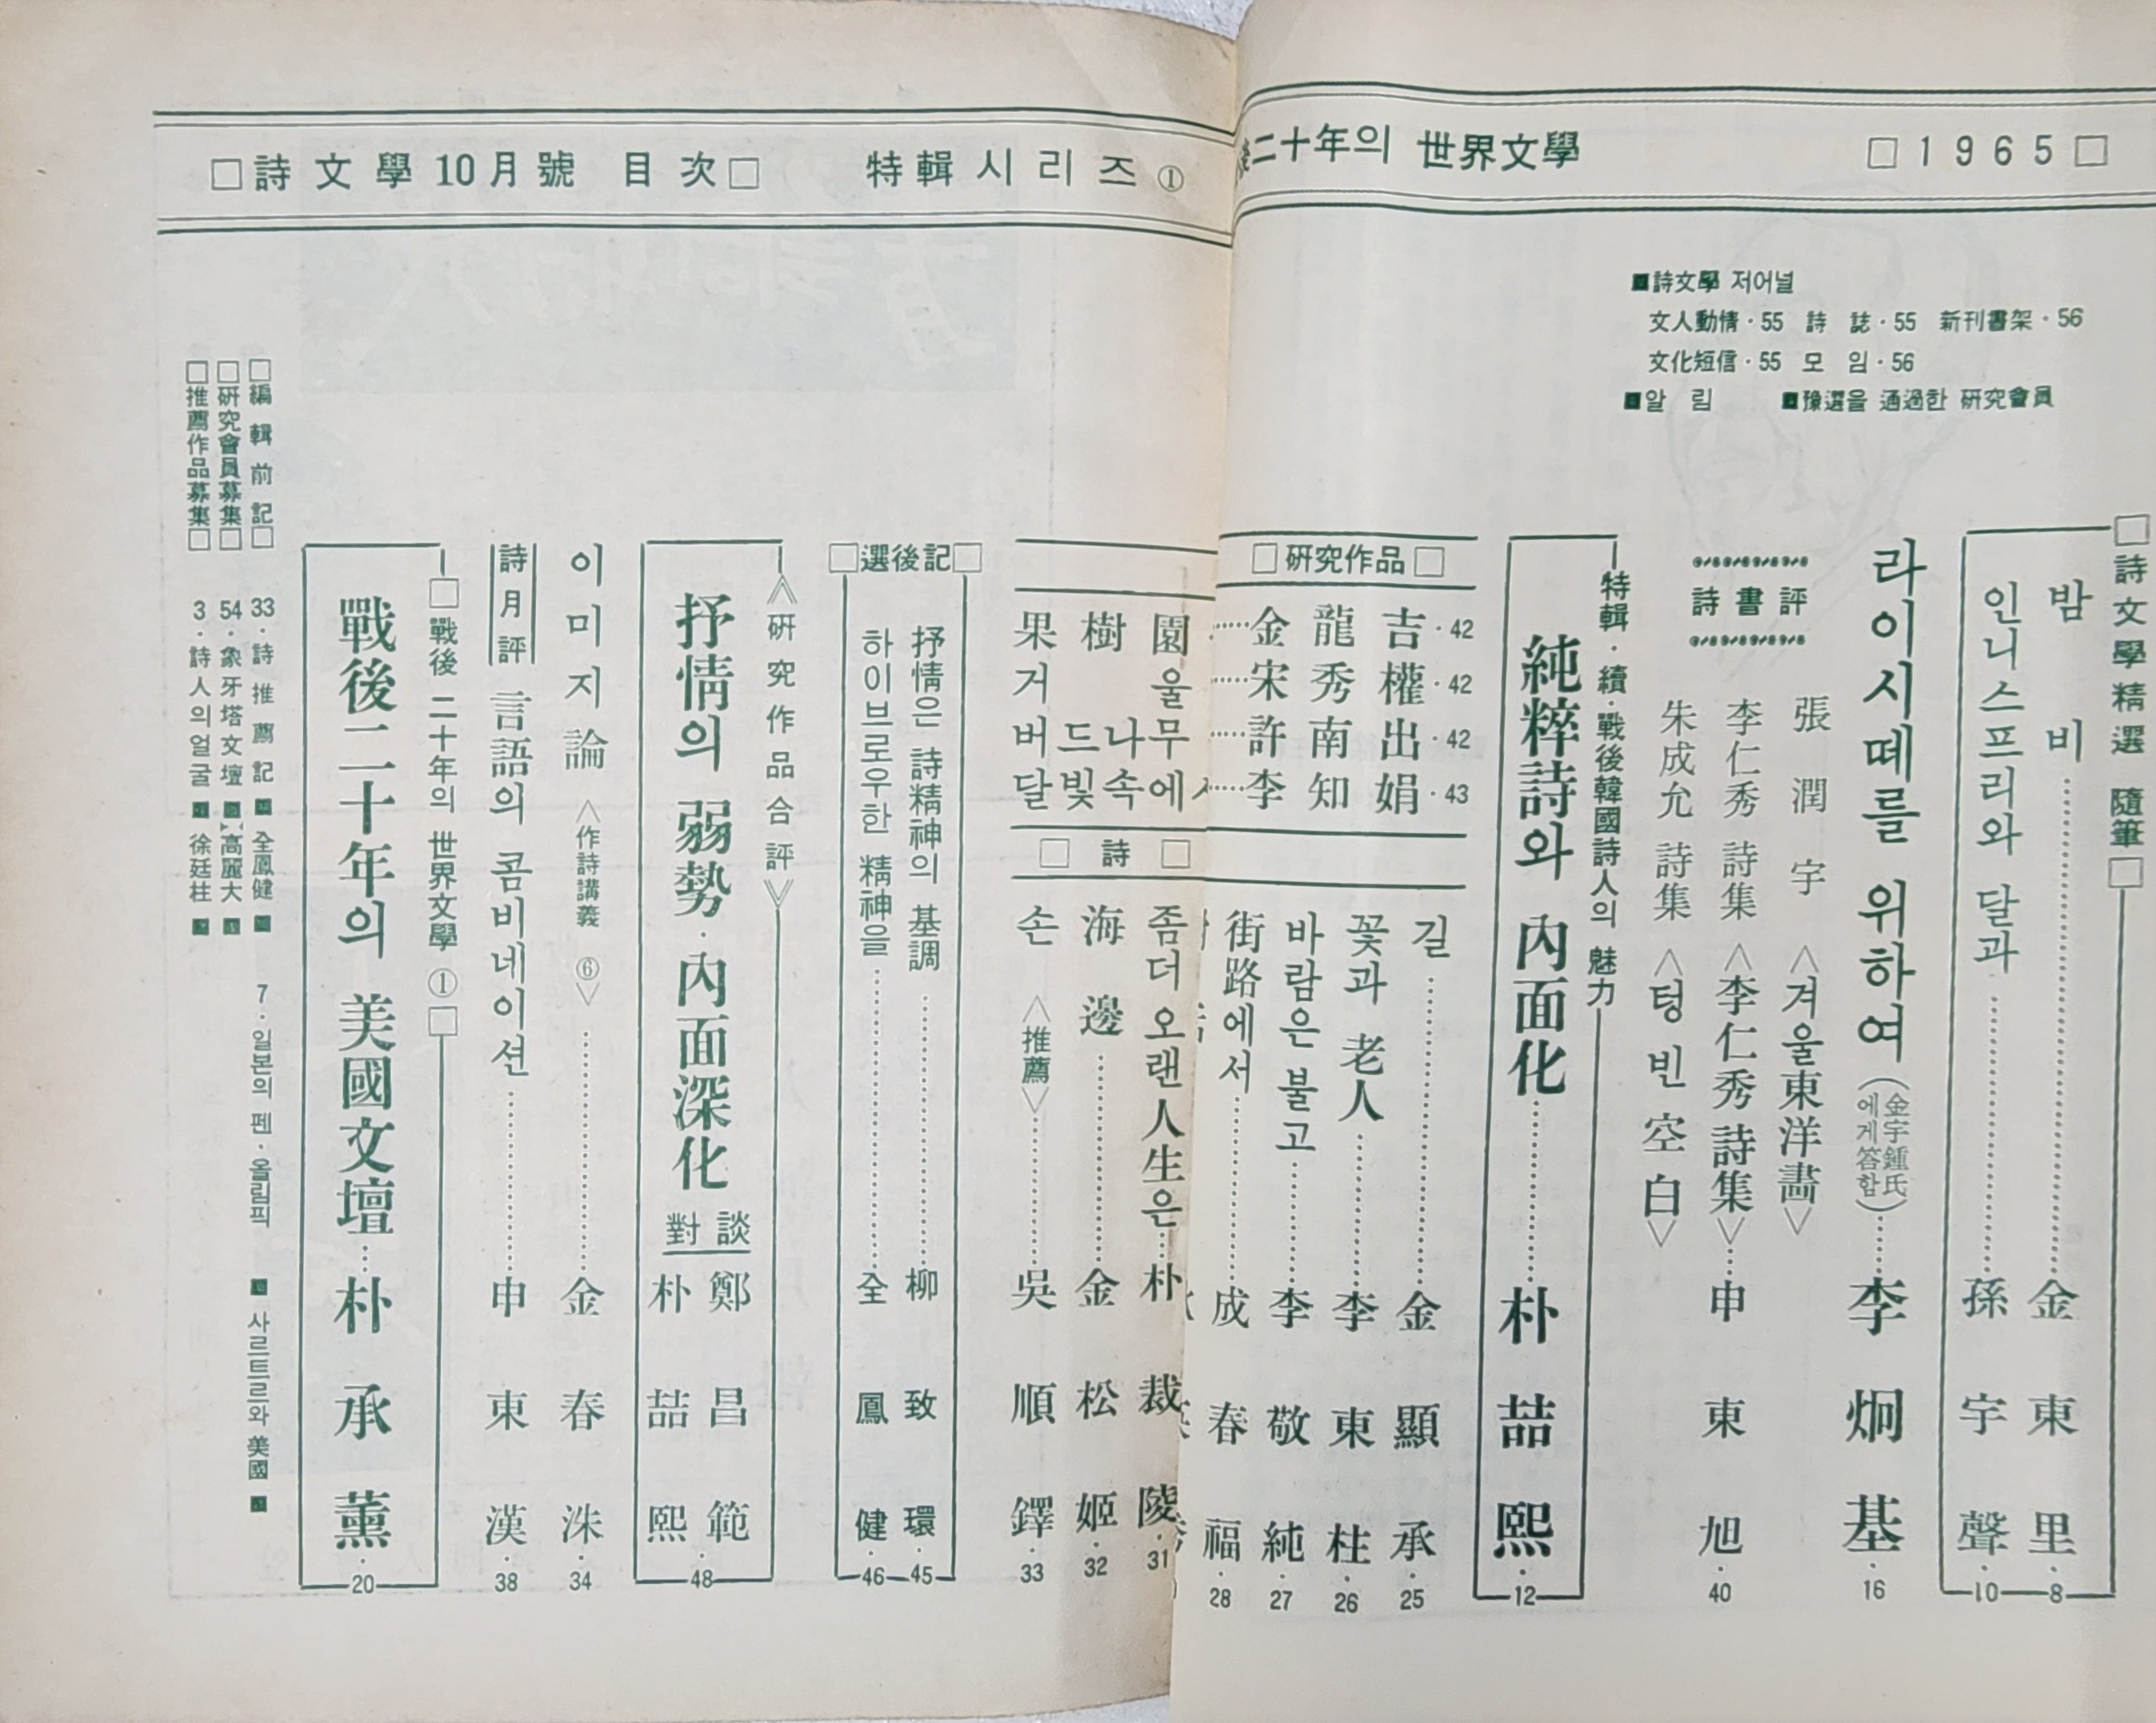 □1965□
二十年의 世界文學
特輯 시리즈 ①
□詩文學 10月號 目次□
■詩文學 저어널
文人動情·55 詩 誌·55 新刊書架·56
文化短信·55 모 임·56
■알 림 ■豫選을 通過한 硏究會員
□詩文學精選 隨筆□
밤 비 金東里·8
인니스프리와 달과 孫宇聲·10
라이시떼를 위하여 (金宇鍾氏에게答함) 李炯基·16
詩書評
張潤宇 <겨울東洋畵>
李仁秀 詩集 <李仁秀 詩集> 申東旭·40
朱成允 詩集 <텅 빈 空白>
特輯·續·戰後韓國詩人의 魅力
純粹詩와 內面化 朴喆熙·12
□硏究作品□
金龍吉·42
宋秀權·42
許南出·42
李知娟·43
果樹園
거울
버드나무
달빛속에
□詩□
길 金顯承·25
꽃과 老人 李東柱·26
바람은 불고 李敬純·27
街路에서 成春福·28
좀더 오랜 人生은 朴裁陵·31
海邊 金松姬·32
손 <推薦> 吳順鐸·33
□選後記□
抒情은 詩精神의 基調 柳致環·45
하이브로우한 精神을 全鳳健·46
《硏究作品合評》
抒情의 弱勢·內面深化
對談
鄭昌範
朴喆熙
48
이미지論 <作詩講義 ⑥> 金春洙·34
詩月評 言語의 콤비네이션 申東漢·38
□戰後 二十年의 世界文學 ①□
戰後二十年의 美國文壇 朴承薰·20
□編輯前記□ 33·詩推薦記■全鳳健■ 7·일본의 펜·올림픽 ■사르트르와 美國■
□硏究會員募集□ 54·象牙塔文壇■高麗大■
□推薦作品募集□ 3·詩人의얼굴■徐廷柱■